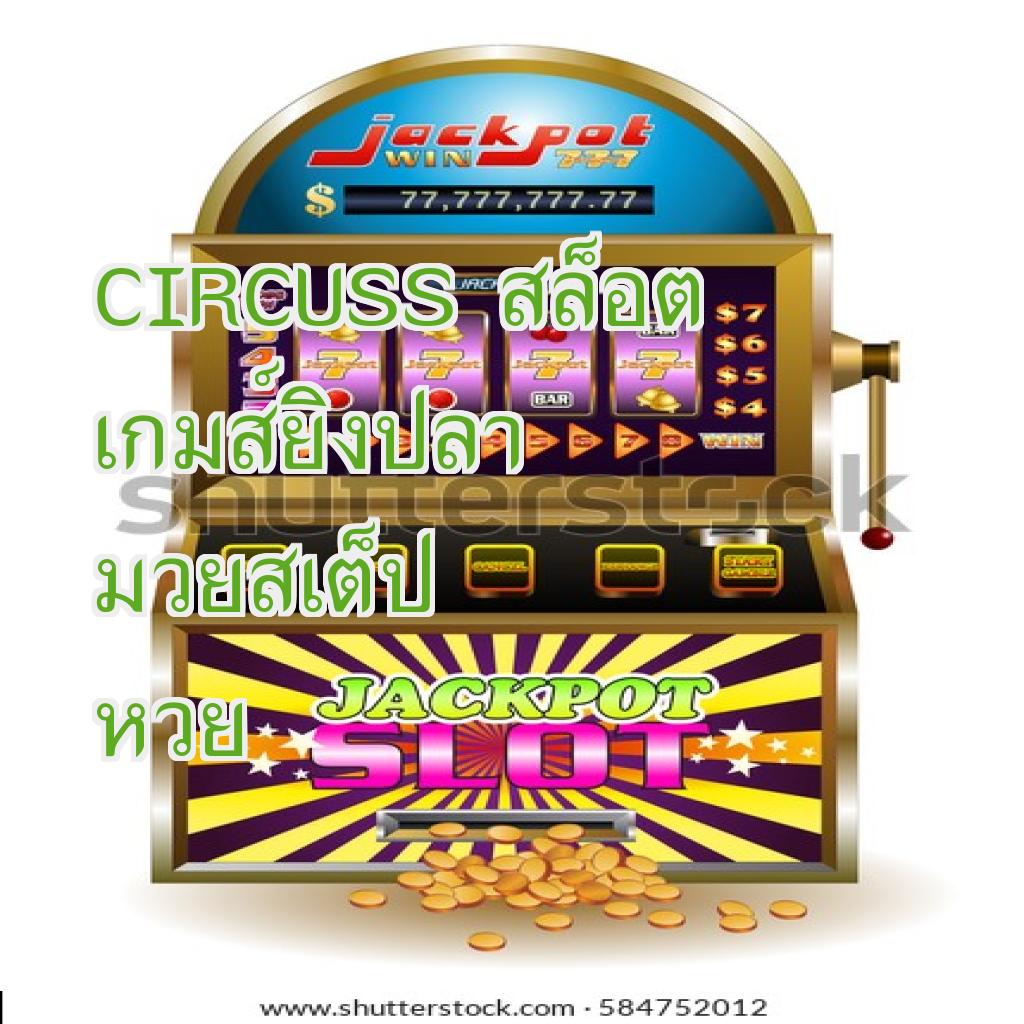 jackpot
WIN 777
$ 77,777,777.77
CIRCUSS สล็อต
$7
$6
$5
$4
เกมส์ยิงปลา
BAR
WIN
shutterstock
มวยสเต็ป
JACKPOT
หวย
SLOT
www.shutterstock.com · 584752012